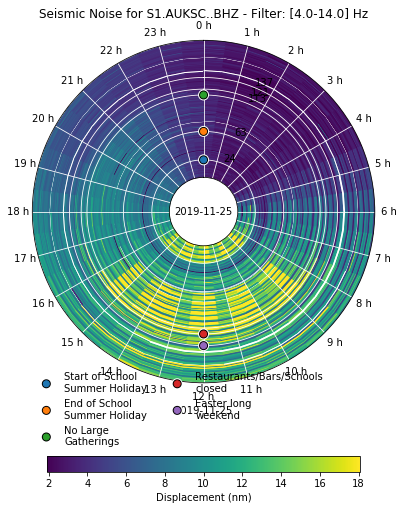 Seismic Noise for S1.AUKSC..BHZ - Filter: [4.0-14.0] Hz
0 h
23 h
1 h
22 h
2 h
21 h
3 h
20 h
4 h
19 h
5 h
18 h
2019-11-25
6 h
17 h
7 h
16 h
8 h
15 h
9 h
14 h
10 h
13 h
11 h
12 h
2019-11-25
Start of School
Summer Holiday
End of School
Summer Holiday
No Large
Gatherings
Restaurants/Bars/Schools
closed
Easter long
weekend
2
4
6
8
10
12
14
16
18
Displacement (nm)